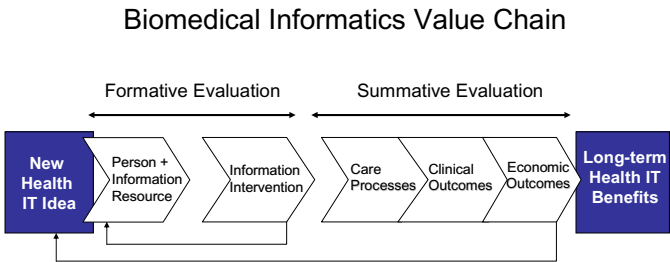 Biomedical Informatics Value Chain
Formative Evaluation
Summative Evaluation
New
Health
IT Idea
Person +
Information
Resource
Information
Intervention
Care
Processes
Clinical
Outcomes
Economic
Outcomes
Long-term
Health IT
Benefits